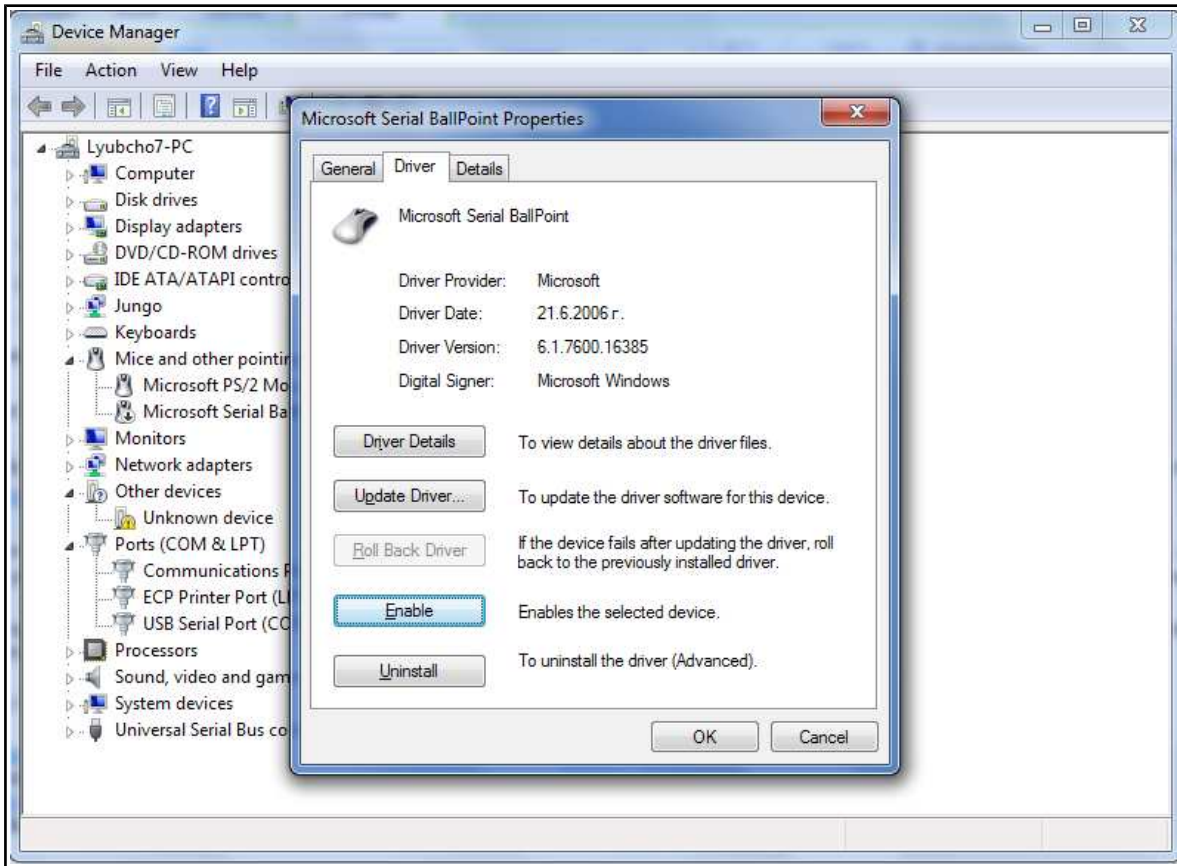 Device Manager
File Action View Help
Lyubcho7-PC
Computer
Disk drives
Display adapters
DVD/CD-ROM drives
IDE ATA/ATAPI contro
Jungo
Keyboards
Mice and other pointin
Microsoft PS/2 Mo
Microsoft Serial Ba
Monitors
Network adapters
Other devices
Unknown device
Ports (COM & LPT)
Communications P
ECP Printer Port (L
USB Serial Port (CO
Processors
Sound, video and gam
System devices
Universal Serial Bus co
Microsoft Serial BallPoint Properties
General Driver Details
Microsoft Serial BallPoint
Driver Provider: Microsoft
Driver Date: 21.6.2006 г.
Driver Version: 6.1.7600.16385
Digital Signer: Microsoft Windows
Driver Details To view details about the driver files.
Update Driver... To update the driver software for this device.
Roll Back Driver If the device fails after updating the driver, roll
back to the previously installed driver.
Enable Enables the selected device.
Uninstall To uninstall the driver (Advanced).
OK Cancel